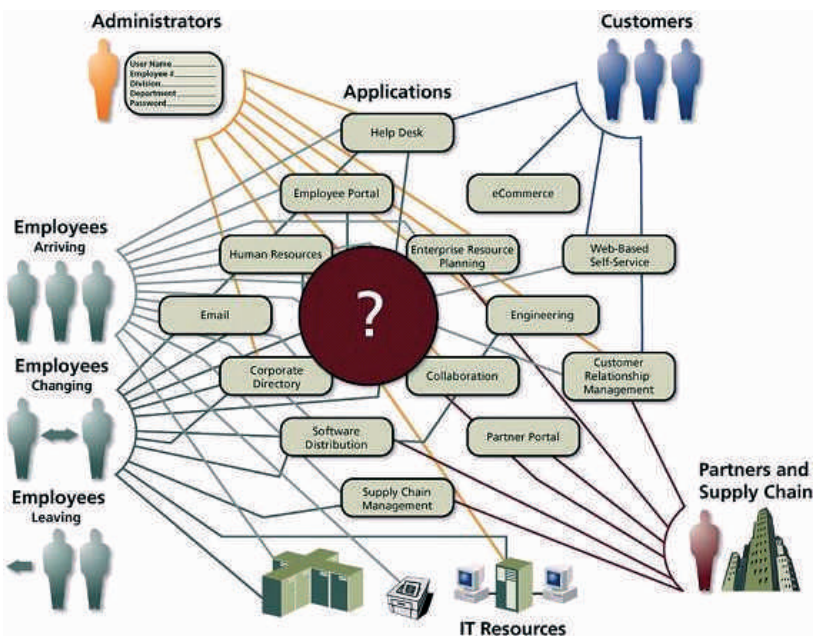 Administrators
User Name
Employee #
Division
Department
Password
Customers
Applications
Help Desk
Employee Portal
eCommerce
Employees
Arriving
Human Resources
Enterprise Resource
Planning
Web-Based
Self-Service
?
Email
Engineering
Employees
Changing
Corporate
Directory
Collaboration
Customer
Relationship
Management
Software
Distribution
Partner Portal
Partners and
Supply Chain
Employees
Leaving
Supply Chain
Management
IT Resources